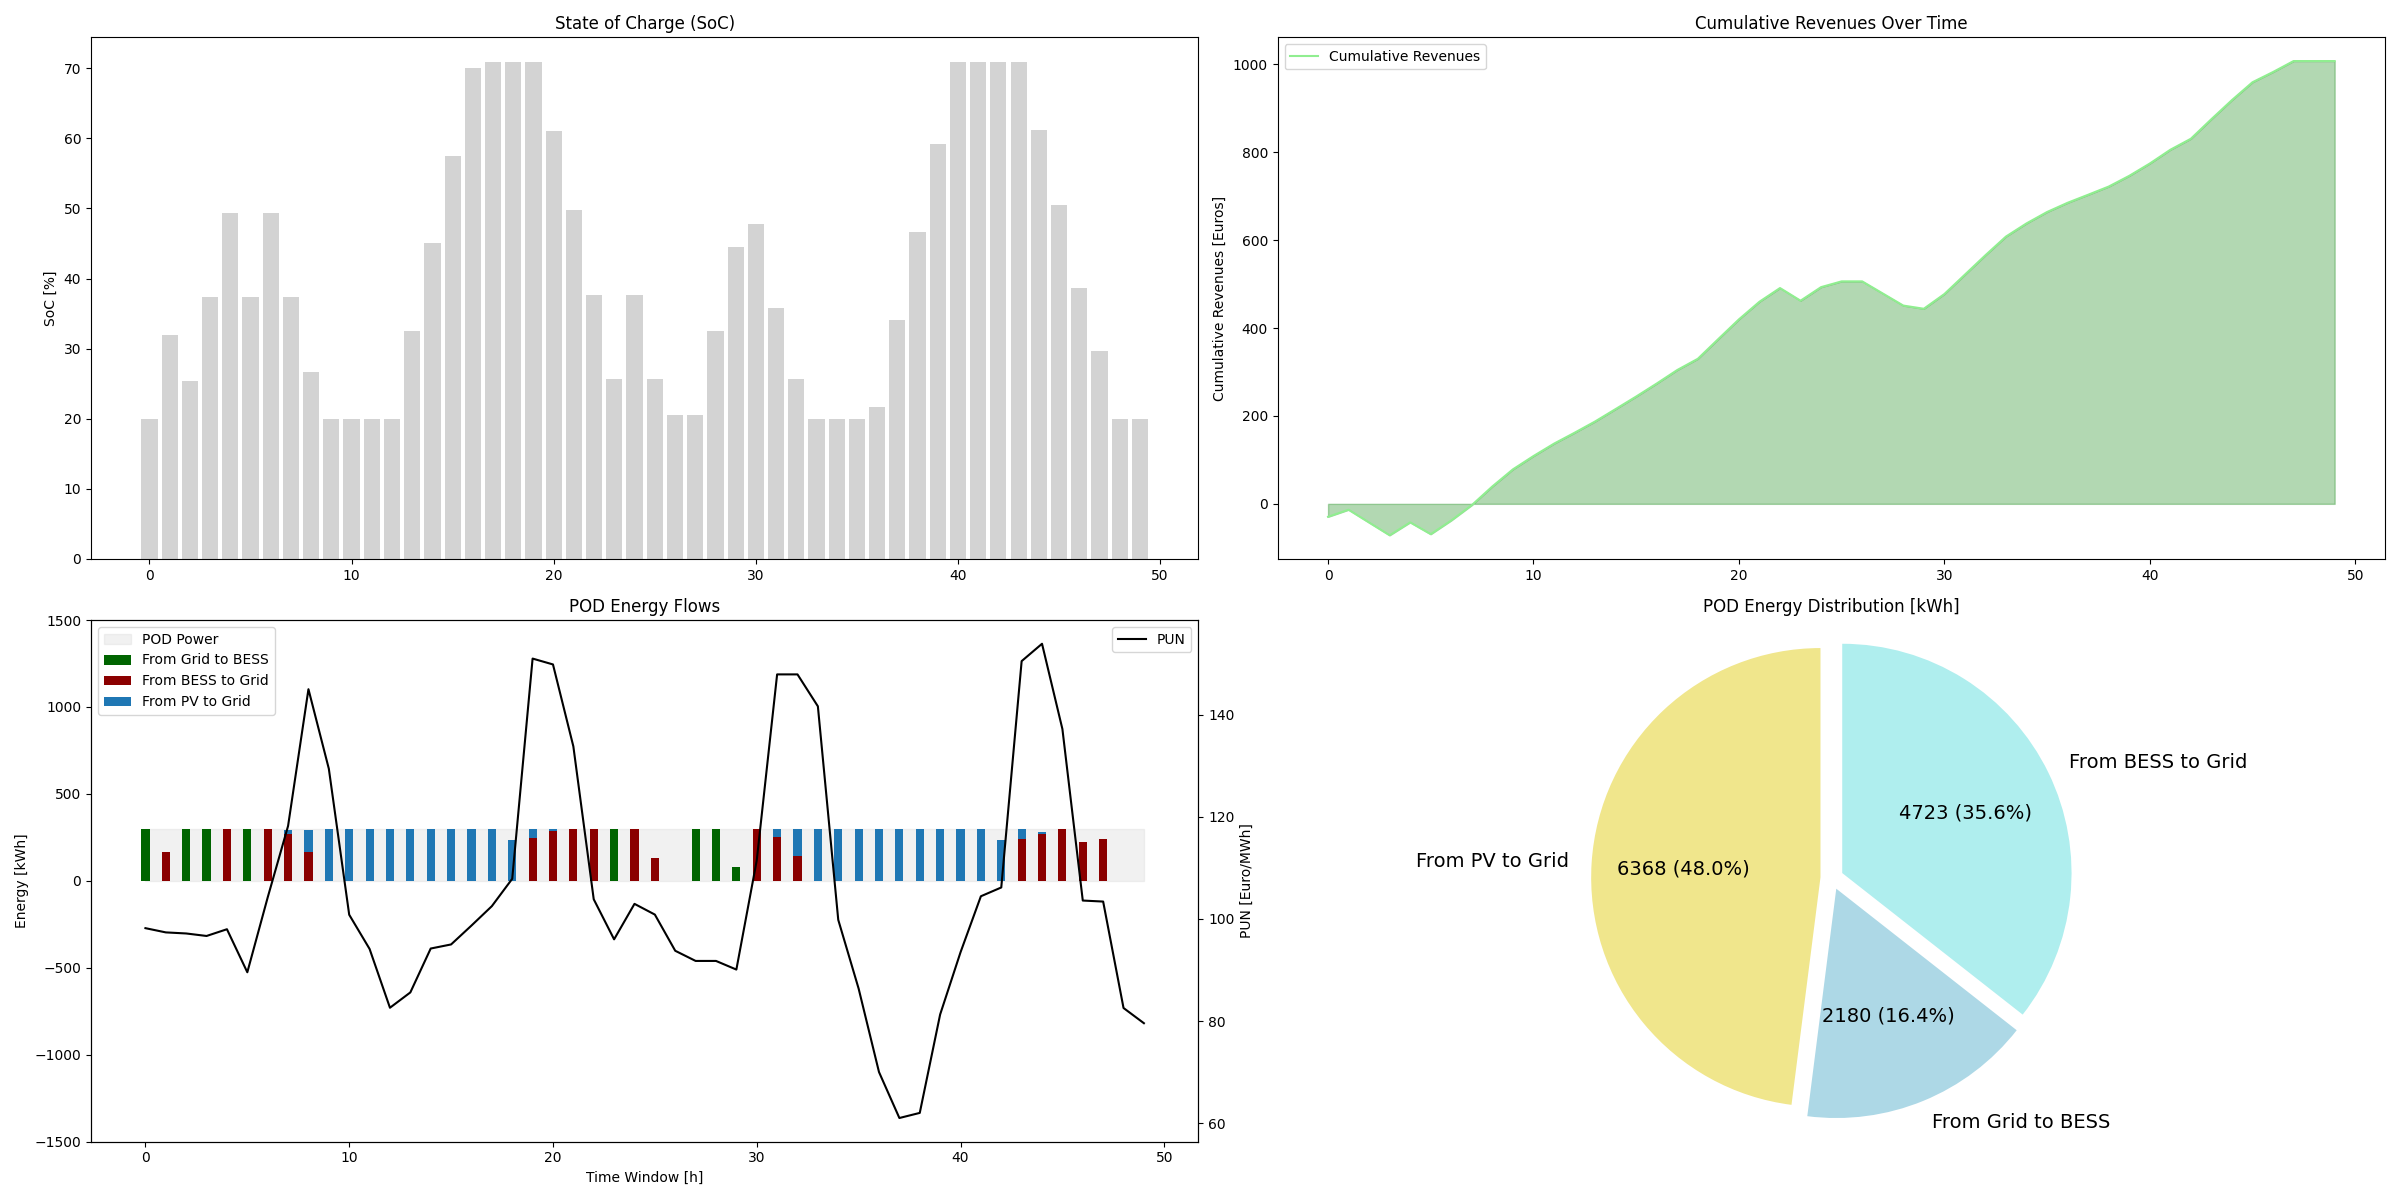 State of Charge (SoC)
SoC [%]
70
60
50
40
30
20
10
0
0 10 20 30 40 50
Cumulative Revenues Over Time
Cumulative Revenues
Cumulative Revenues [Euros]
1000
800
600
400
200
0
0 10 20 30 40 50
POD Energy Flows
POD Power
From Grid to BESS
From BESS to Grid
From PV to Grid
PUN
Energy [kWh]
1500
1000
500
0
−500
−1000
−1500
PUN [Euro/MWh]
140
120
100
80
60
0 10 20 30 40 50
Time Window [h]
POD Energy Distribution [kWh]
From BESS to Grid
4723 (35.6%)
From PV to Grid
6368 (48.0%)
2180 (16.4%)
From Grid to BESS